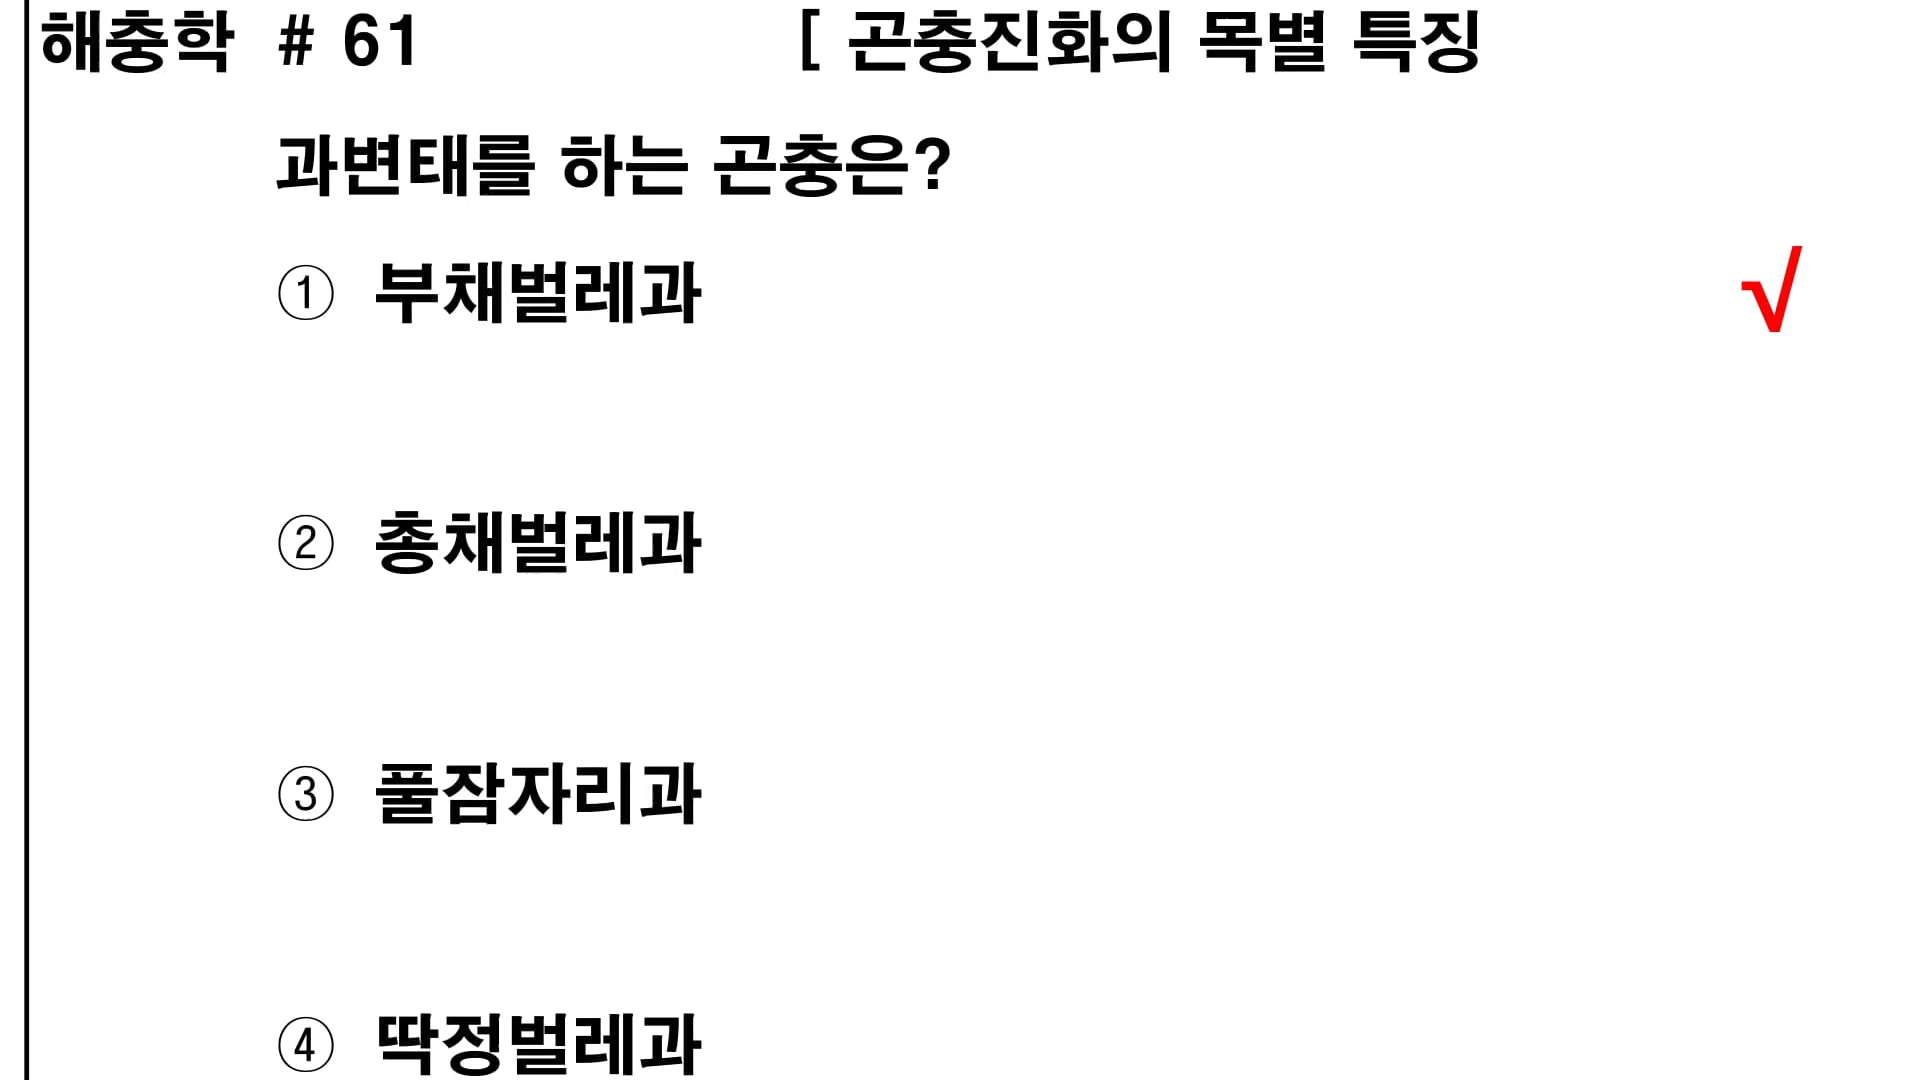 해충학 # 61 [ 곤충진화의 목별 특징
과변태를 하는 곤충은?
① 부채벌레과 √
② 총채벌레과
③ 풀잠자리과
④ 딱정벌레과